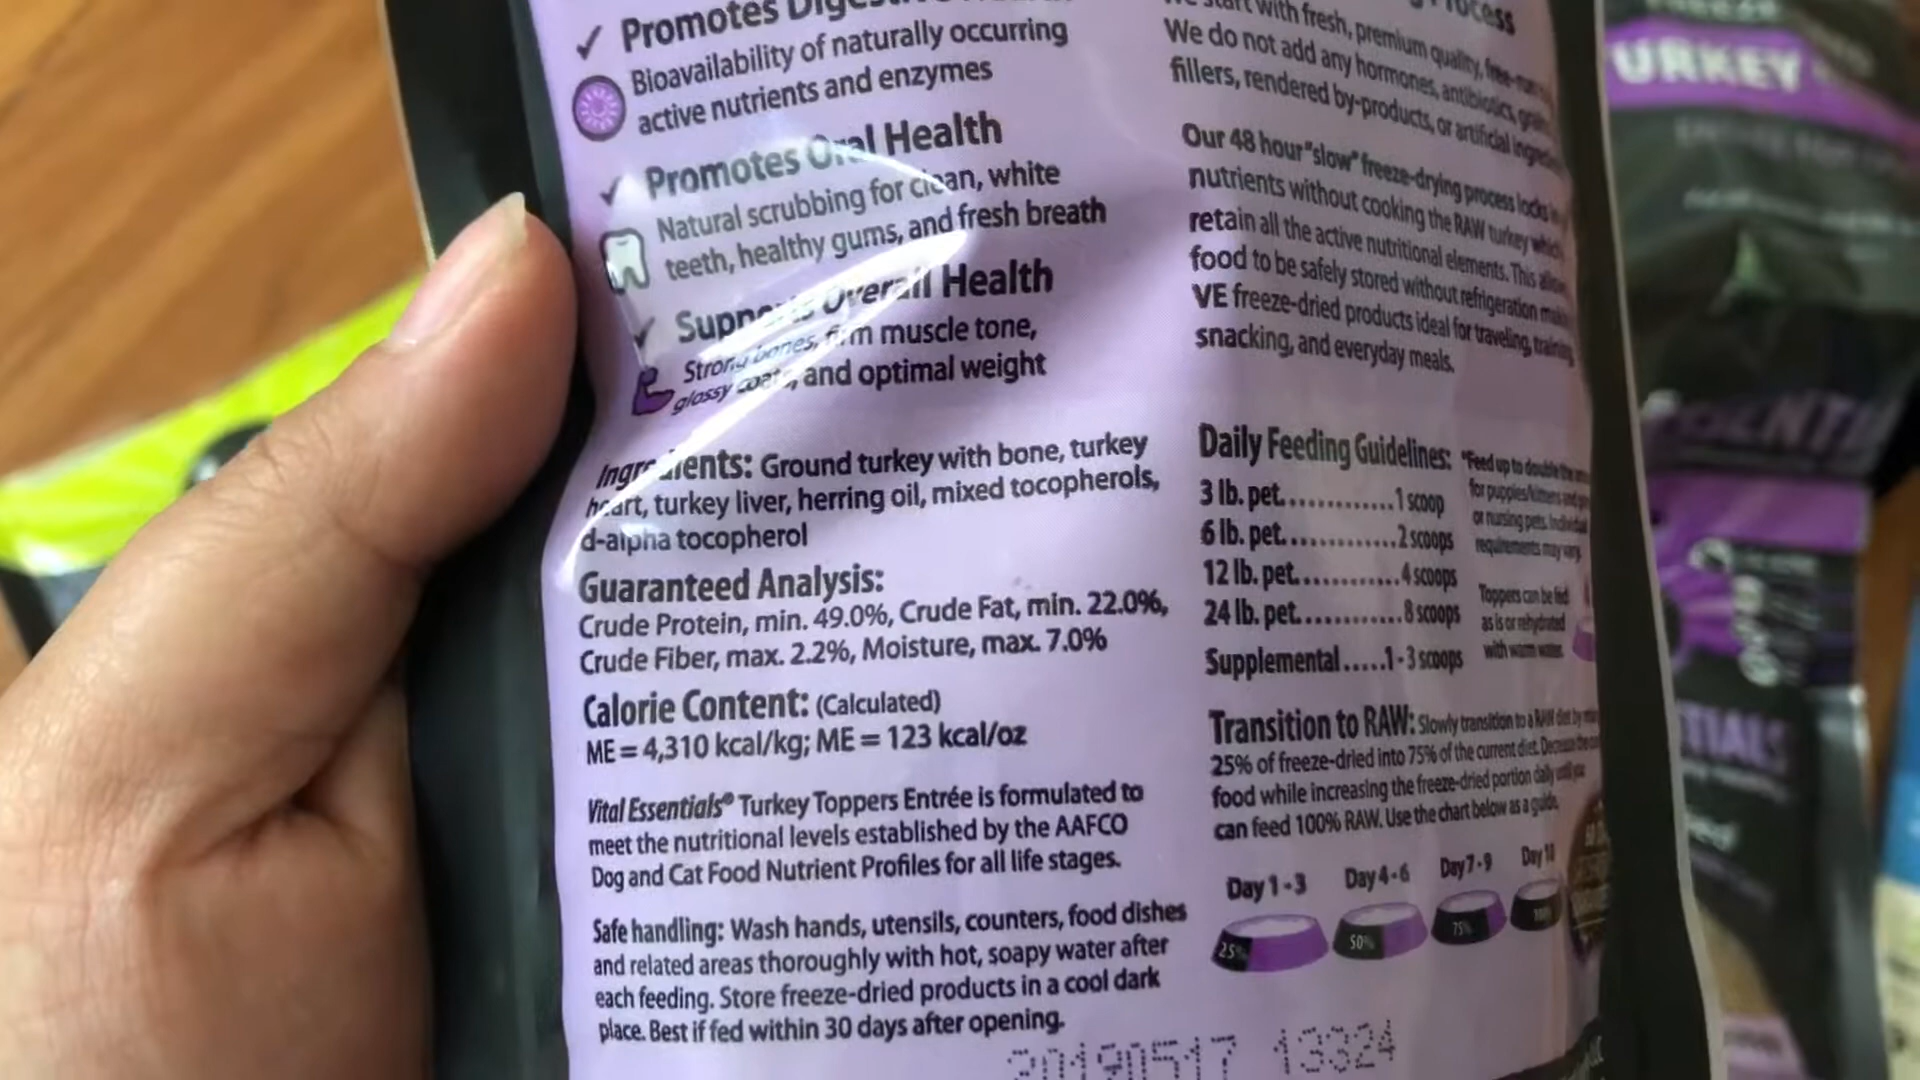 ✓ Promotes Digestive Health
Bioavailability of naturally occurring
active nutrients and enzymes
✓ Promotes Oral Health
Natural scrubbing for clean, white
teeth, healthy gums, and fresh breath
✓ Supports Overall Health
Strong bones, firm muscle tone,
glossy coats, and optimal weight
Ingredients: Ground turkey with bone, turkey
heart, turkey liver, herring oil, mixed tocopherols,
d-alpha tocopherol
Guaranteed Analysis:
Crude Protein, min. 49.0%, Crude Fat, min. 22.0%,
Crude Fiber, max. 2.2%, Moisture, max. 7.0%
Calorie Content: (Calculated)
ME = 4,310 kcal/kg; ME = 123 kcal/oz
Vital Essentials® Turkey Toppers Entrée is formulated to
meet the nutritional levels established by the AAFCO
Dog and Cat Food Nutrient Profiles for all life stages.
Safe handling: Wash hands, utensils, counters, food dishes
and related areas thoroughly with hot, soapy water after
each feeding. Store freeze-dried products in a cool dark
place. Best if fed within 30 days after opening.
20190517 13324
Process
We start with fresh, premium quality,
We do not add any hormones, antibiotics,
fillers, rendered by-products, or artificial
Our 48 hour "slow" freeze-drying process locks
nutrients without cooking the RAW turkey which
retain all the active nutritional elements. This
food to be safely stored without refrigeration
VE freeze-dried products ideal for traveling, training,
snacking, and everyday meals.
Daily Feeding Guidelines:
3 lb. pet..............1 scoop
6 lb. pet..............2 scoops
12 lb. pet.............4 scoops
24 lb. pet.............8 scoops
Supplemental.....1-3 scoops
*Feed up to double the
for puppies/kittens and
or nursing pets. Individual
requirements may vary.
Toppers can be fed
as is or rehydrated
with warm water.
Transition to RAW: Slowly transition to a RAW diet by
25% of freeze-dried into 75% of the current diet. Decrease the
food while increasing the freeze-dried portion daily until you
can feed 100% RAW. Use the chart below as a guide.
Day 1-3 Day 4-6 Day 7-9 Day 10
25% 50% 75% 100%
URKEY